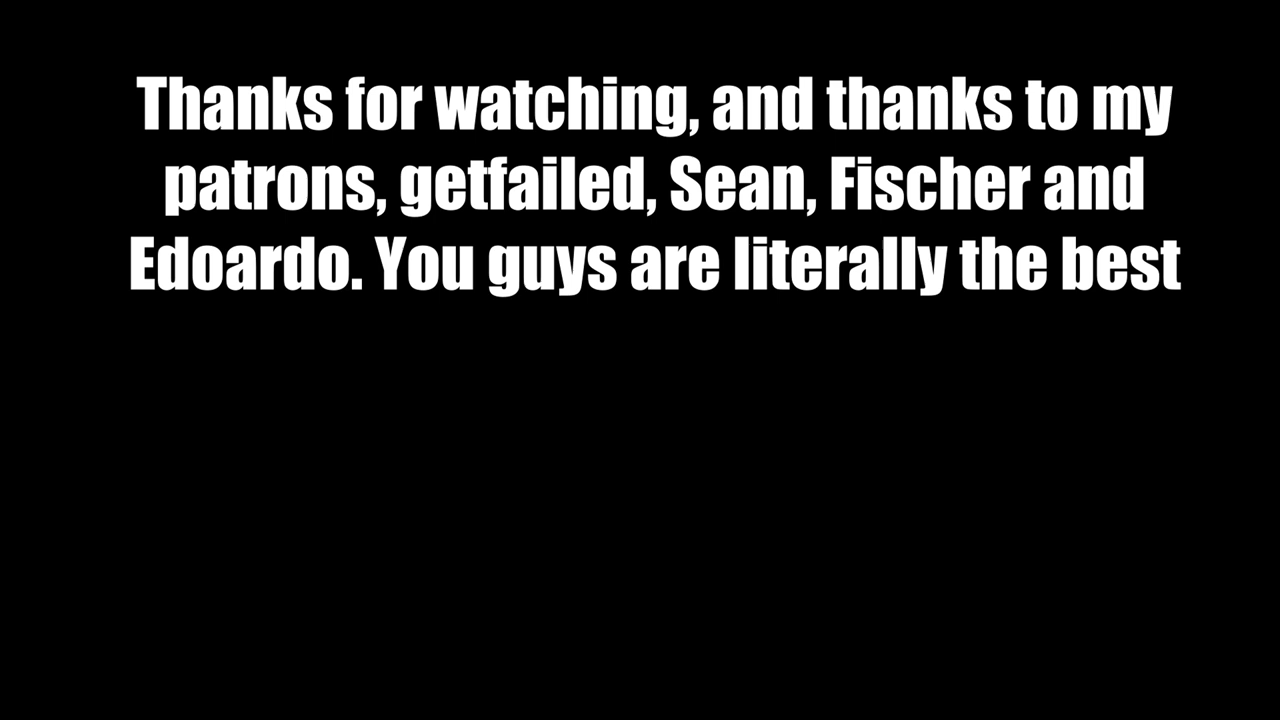 Thanks for watching, and thanks to my
patrons, getfailed, Sean, Fischer and
Edoardo. You guys are literally the best